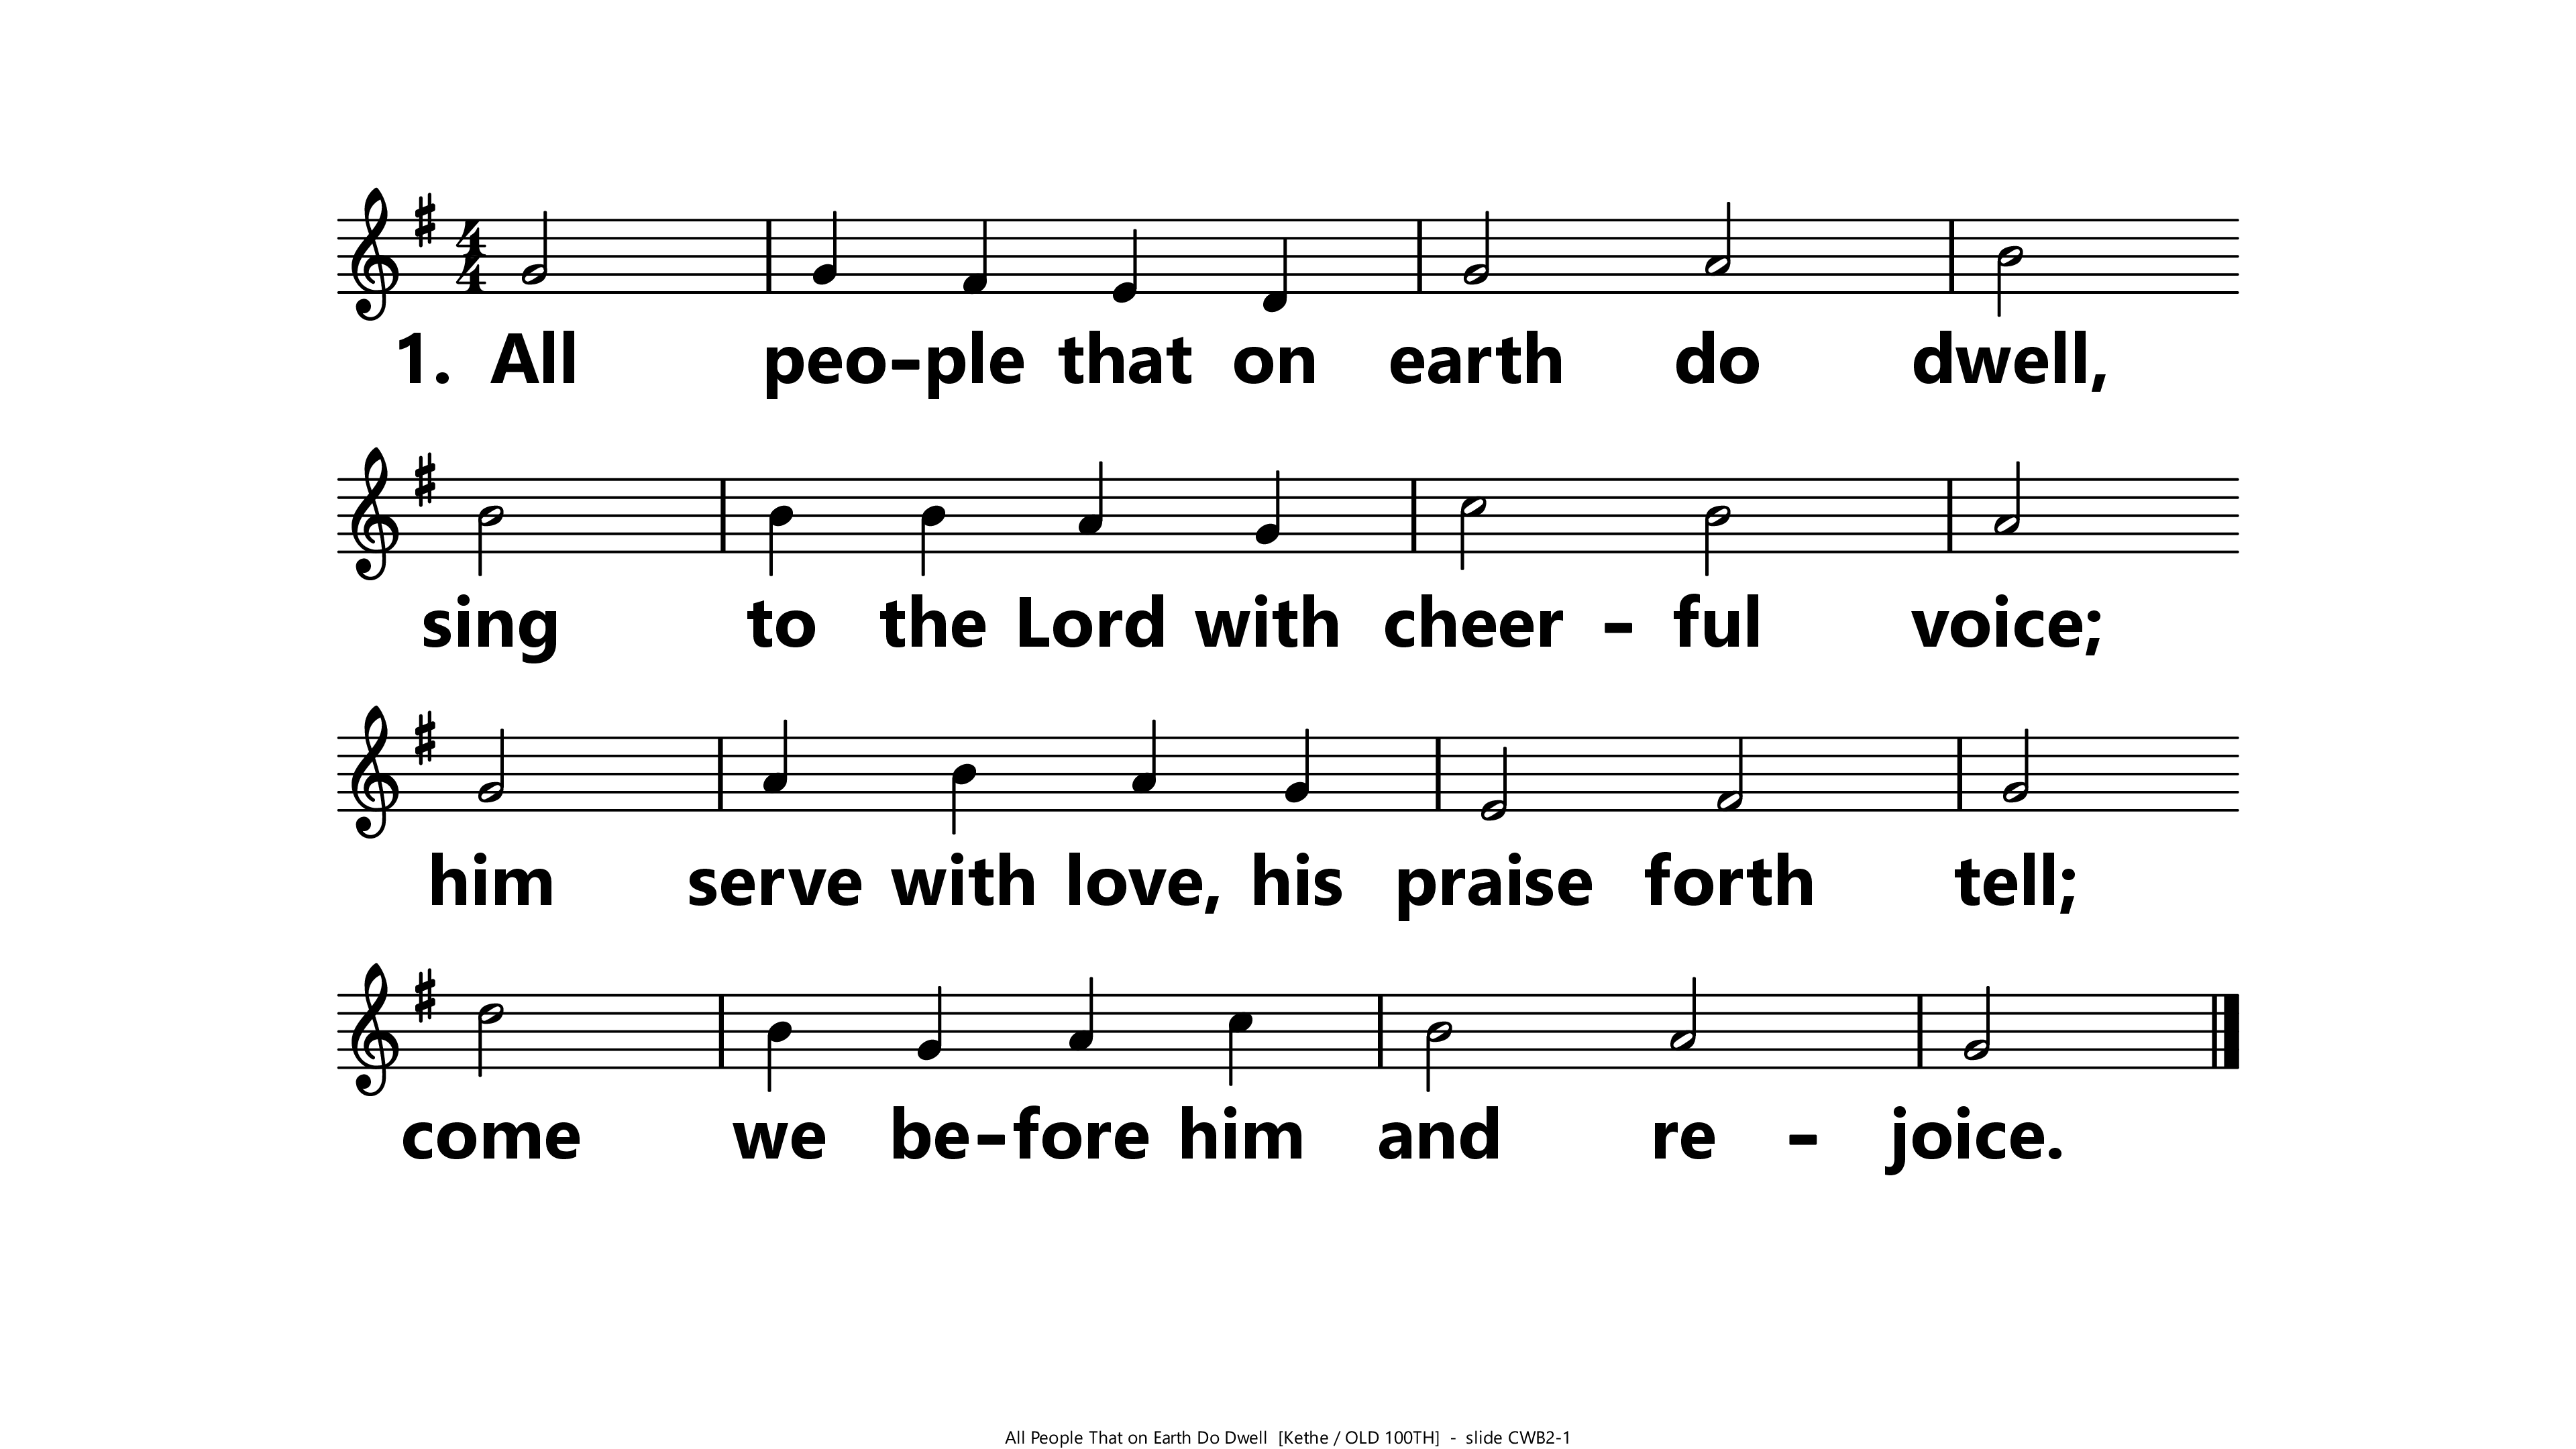 1. All peo-ple that on earth do dwell,
sing to the Lord with cheer - ful voice;
him serve with love, his praise forth tell;
come we be-fore him and re - joice.
All People That on Earth Do Dwell [Kethe / OLD 100TH] - slide CWB2-1